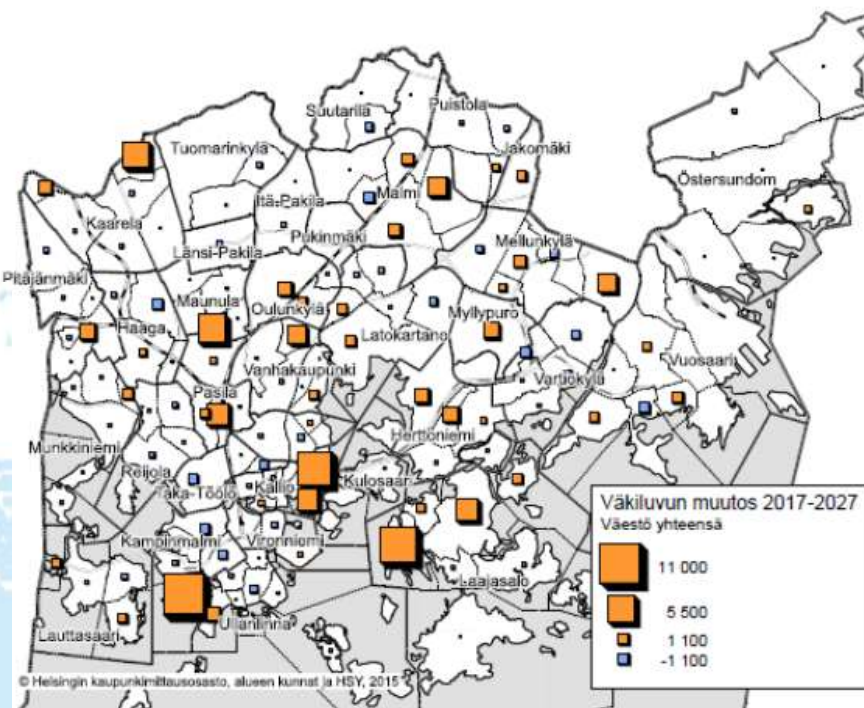 Suutarila
Puistola
Tuomarinkylä
Jakomäki
Östersundom
Itä-Pakila
Malmi
Kaarela
Pukinmäki
Länsi-Pakila
Mellunkylä
Pitäjänmäki
Maunula
Oulunkylä
Haaga
Myllypuro
Latokartano
Vuosaari
Vanhakaupunki
Vartiokylä
Pasila
Munkkiniemi
Herttoniemi
Reijola
Kallio
Kulosaari
Taka-Töölö
Kampinmalmi
Vironniemi
Laajasalo
Ullanlinna
Lauttasaari
Väkiluvun muutos 2017-2027
Väestö yhteensä
11 000
5 500
1 100
-1 100
© Helsingin kaupunkimittausosasto, alueen kunnat ja HSY, 2015